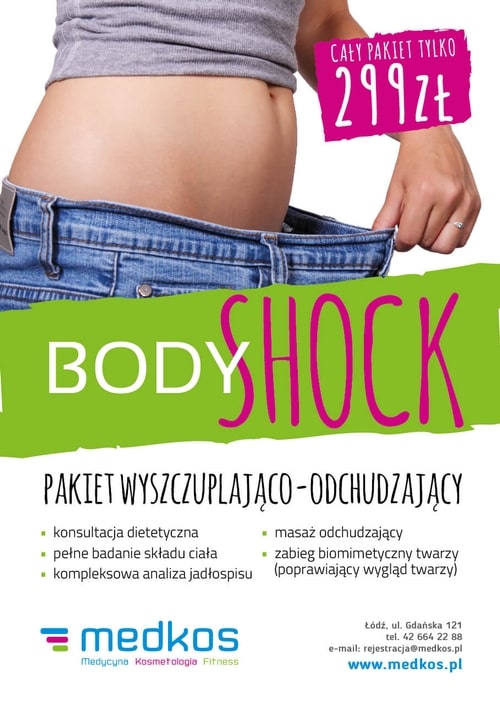 CAŁY PAKIET TYLKO
299ZŁ
BODY SHOCK
PAKIET WYSZCZUPLAJĄCO-ODCHUDZAJĄCY
konsultacja dietetyczna
pełne badanie składu ciała
kompleksowa analiza jadłospisu
masaż odchudzający
zabieg biomimetyczny twarzy
(poprawiający wygląd twarzy)
medkos
Medycyna Kosmetologia Fitness
Łódź, ul. Gdańska 121
tel. 42 664 22 88
e-mail: rejestracja@medkos.pl
www.medkos.pl